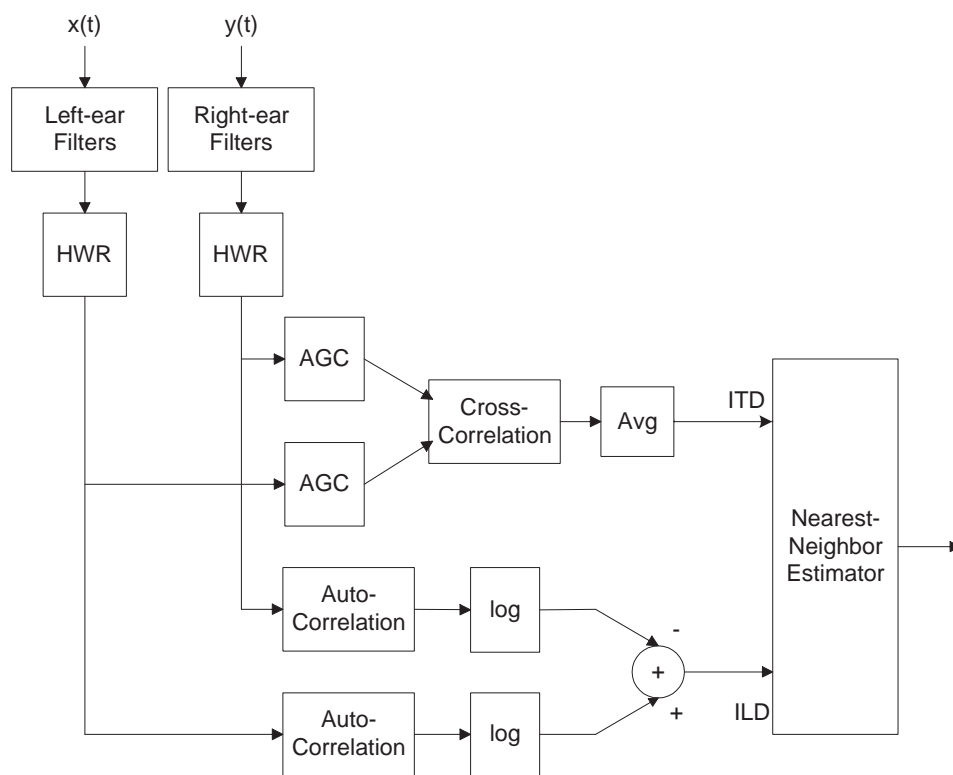 x(t)
y(t)
Left-ear
Filters
Right-ear
Filters
HWR
HWR
AGC
Cross-
Correlation
Avg
ITD
AGC
Nearest-
Neighbor
Estimator
Auto-
Correlation
log
-
+
+
ILD
Auto-
Correlation
log